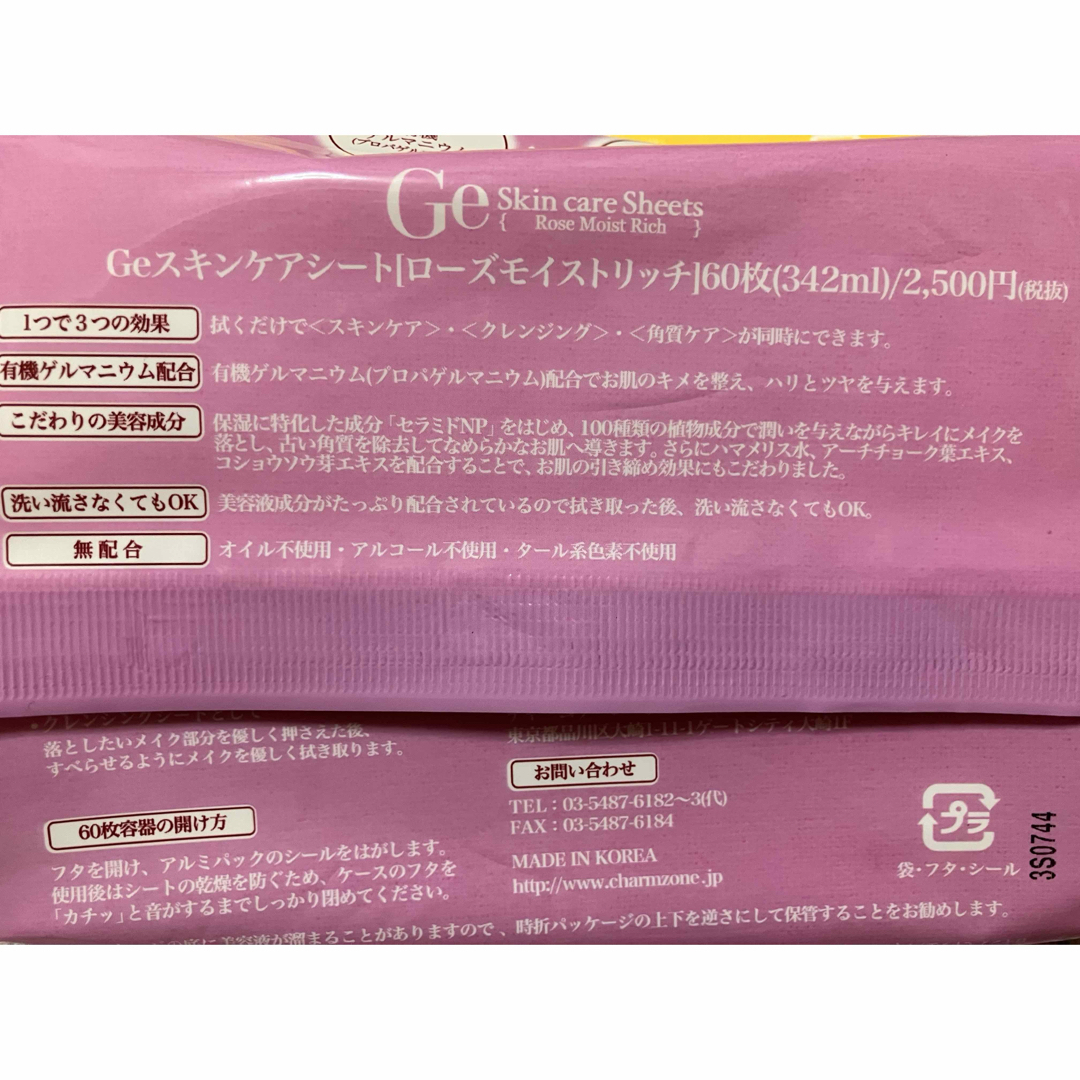 Ge Skin care Sheets
{ Rose Moist Rich }
Geスキンケアシート[ローズモイストリッチ]60枚(342ml)/2,500円(税抜)
1つで3つの効果
拭くだけで＜スキンケア＞・＜クレンジング＞・＜角質ケア＞が同時にできます。
有機ゲルマニウム配合
有機ゲルマニウム(プロパゲルマニウム)配合でお肌のキメを整え、ハリとツヤを与えます。
こだわりの美容成分
保湿に特化した成分「セラミドNP」をはじめ、100種類の植物成分で潤いを与えながらキレイにメイクを
落とし、古い角質を除去してなめらかなお肌へ導きます。さらにハマメリス水、アーチチョーク葉エキス、
コショウソウ芽エキスを配合することで、お肌の引き締め効果にもこだわりました。
洗い流さなくてもOK
美容液成分がたっぷり配合されているので拭き取った後、洗い流さなくてもOK。
無配合
オイル不使用・アルコール不使用・タール系色素不使用
・クレンジングシートとして
落としたいメイク部分を優しく押さえた後、
すべらせるようにメイクを優しく拭き取ります。
60枚容器の開け方
フタを開け、アルミパックのシールをはがします。
使用後はシートの乾燥を防ぐため、ケースのフタを
「カチッ」と音がするまでしっかり閉めてください。
東京都品川区大崎1-11-1ゲートシティ大崎1F
お問い合わせ
TEL：03-5487-6182〜3(代)
FAX：03-5487-6184
MADE IN KOREA
http://www.charmzone.jp
プラ
袋・フタ・シール
3S0744
に美容液が溜まることがありますので、時折パッケージの上下を逆さにして保管することをお勧めします。